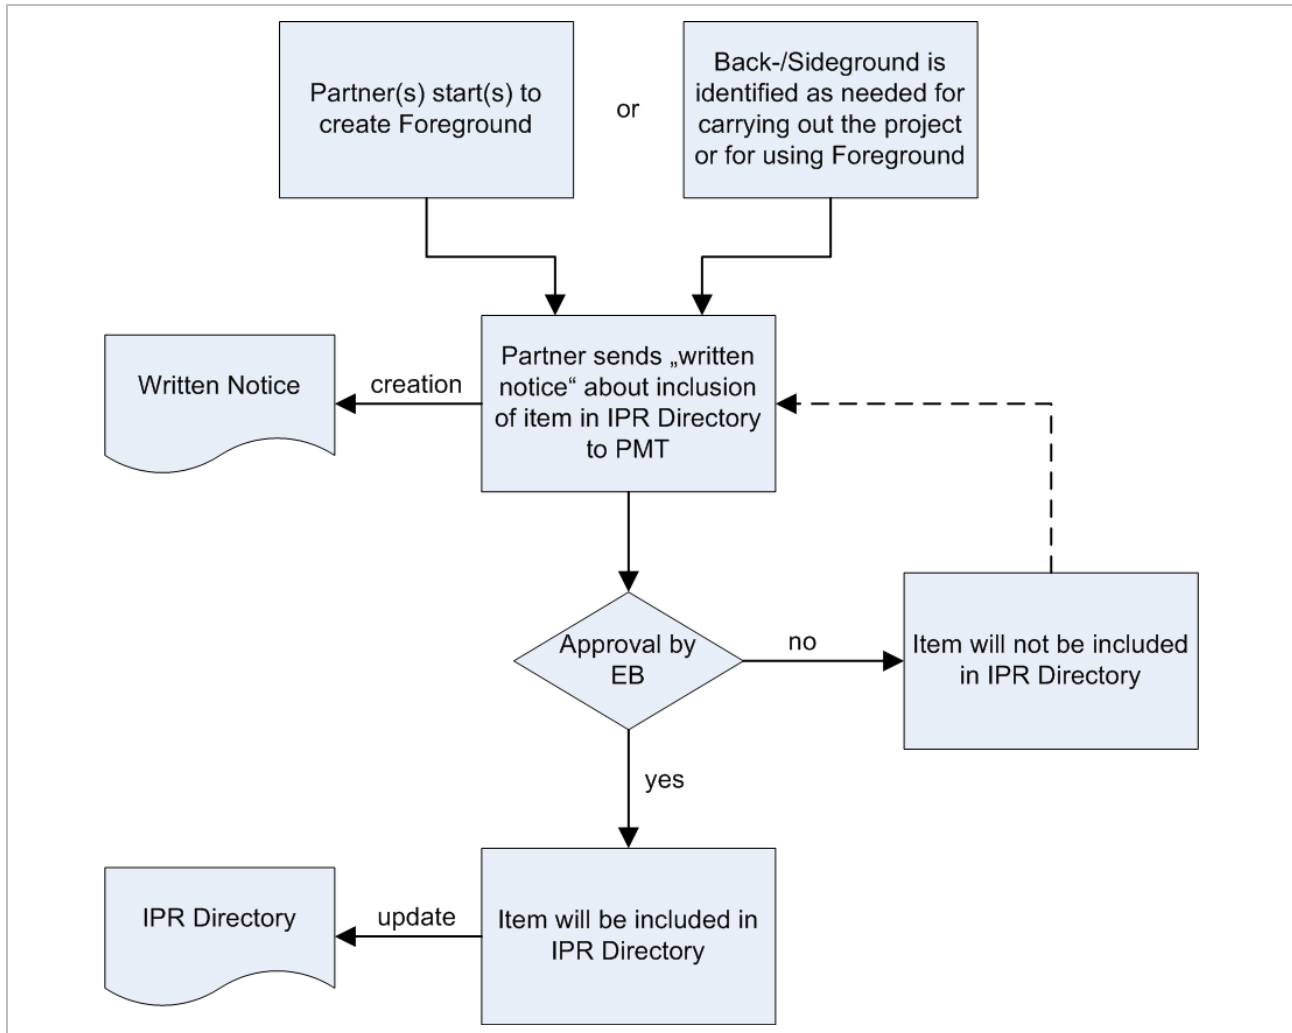 Partner(s) start(s) to
create Foreground
or
Back-/Sideground is
identified as needed for
carrying out the project
or for using Foreground
Written Notice
creation
Partner sends „written
notice“ about inclusion
of item in IPR Directory
to PMT
Approval by
EB
no
Item will not be included
in IPR Directory
yes
IPR Directory
update
Item will be included in
IPR Directory